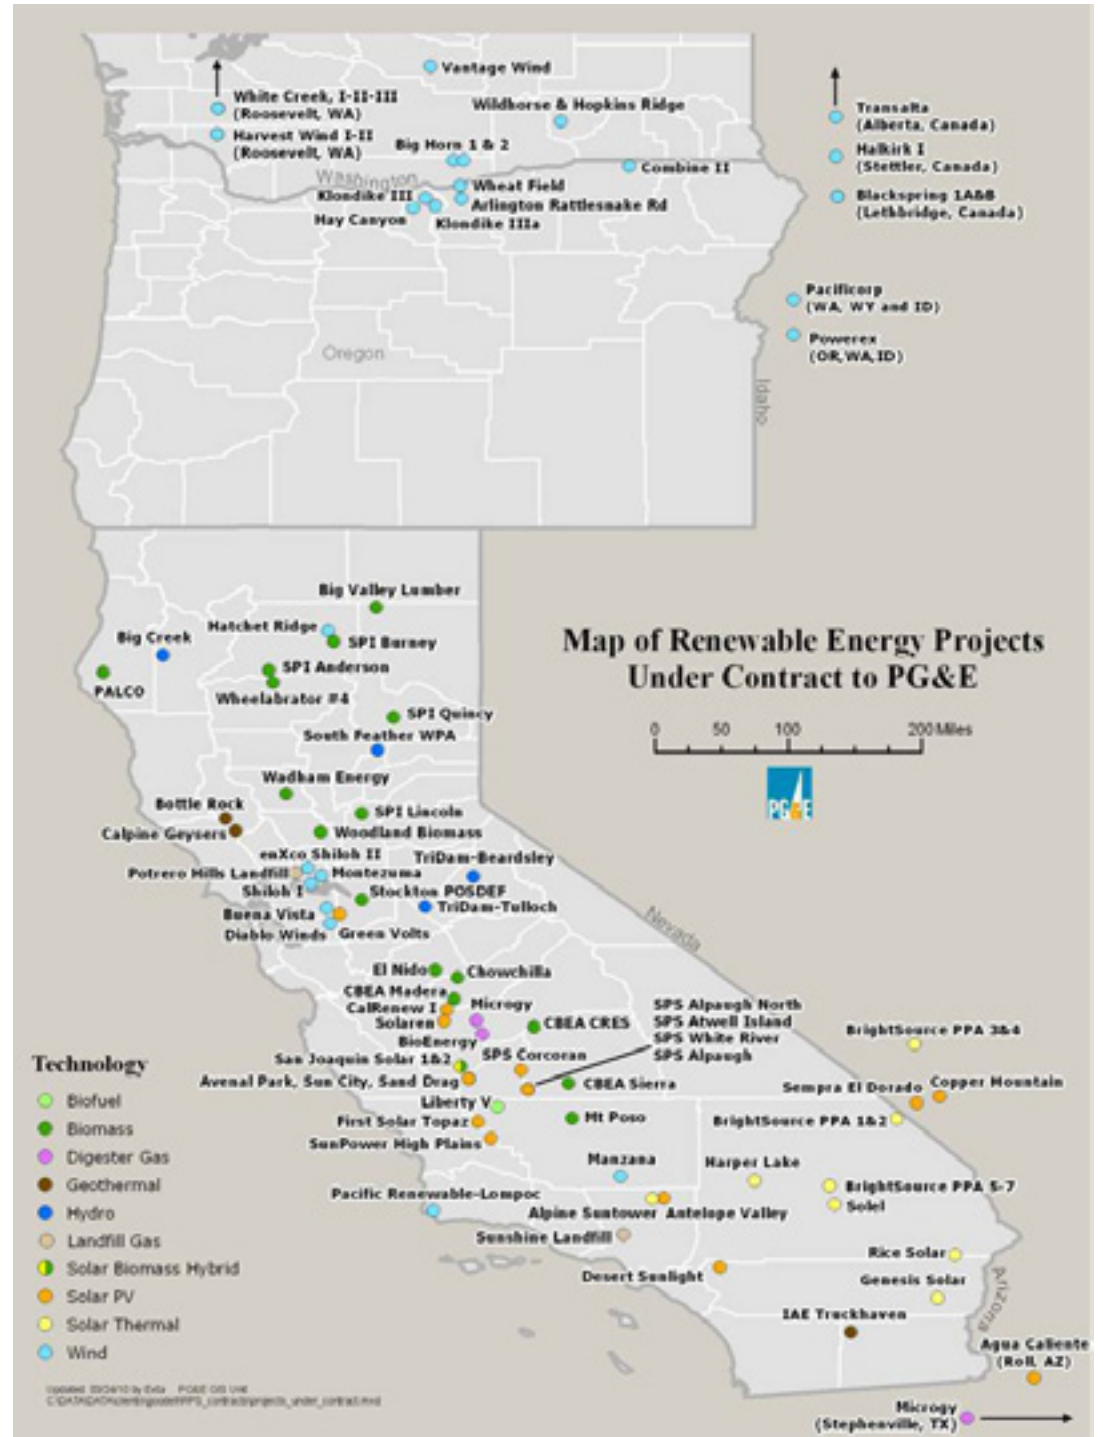 Vantage Wind
White Creek, I-II-III
(Roosevelt, WA)
Wildhorse & Hopkins Ridge
Harvest Wind I-II
(Roosevelt, WA)
Big Horn 1 & 2
Transalta
(Alberta, Canada)
Halkirk I
(Stettler, Canada)
Combine II
Washington
Wheat Field
Klondike III
Arlington Rattlesnake Rd
Hay Canyon
Klondike IIIa
Blackspring 1A&B
(Lethbridge, Canada)
Pacificorp
(WA, WY and ID)
Powerex
(OR,WA,ID)
Oregon
Idaho
Map of Renewable Energy Projects
Under Contract to PG&E
0 50 100 200 Miles
PG&E
Big Valley Lumber
Hatchet Ridge
Big Creek
SPI Burney
SPI Anderson
PALCO
Wheelabrator #4
SPI Quincy
South Feather WPA
Wadham Energy
Bottle Rock
SPI Lincoln
Calpine Geysers
Woodland Biomass
enXco Shiloh II
TriDam-Beardsley
Potrero Hills Landfill
Montezuma
Shiloh I
Stockton POSDEF
Buena Vista
TriDam-Tulloch
Diablo Winds
Green Volts
Nevada
El Nido
Chowchilla
CBEA Madera
Microgy
CalRenew I
Solaren
CBEA CRES
BioEnergy
SPS Alpaugh North
SPS Atwell Island
SPS White River
SPS Alpaugh
San Joaquin Solar 1&2
SPS Corcoran
Avenal Park, Sun City, Sand Drag
CBEA Sierra
Liberty V
First Solar Topaz
Mt Poso
SunPower High Plains
BrightSource PPA 3&4
Sempra El Dorado
Copper Mountain
BrightSource PPA 1&2
Manzana
Harper Lake
Pacific Renewable-Lompoc
BrightSource PPA 5-7
Solel
Alpine Suntower
Antelope Valley
Sunshine Landfill
Rice Solar
Desert Sunlight
Genesis Solar
Arizona
IAE Truckhaven
Agua Caliente
(Roll, AZ)
Microgy
(Stephenville, TX)
Technology
Biofuel
Biomass
Digester Gas
Geothermal
Hydro
Landfill Gas
Solar Biomass Hybrid
Solar PV
Solar Thermal
Wind
Updated by PG&E GIS Unit